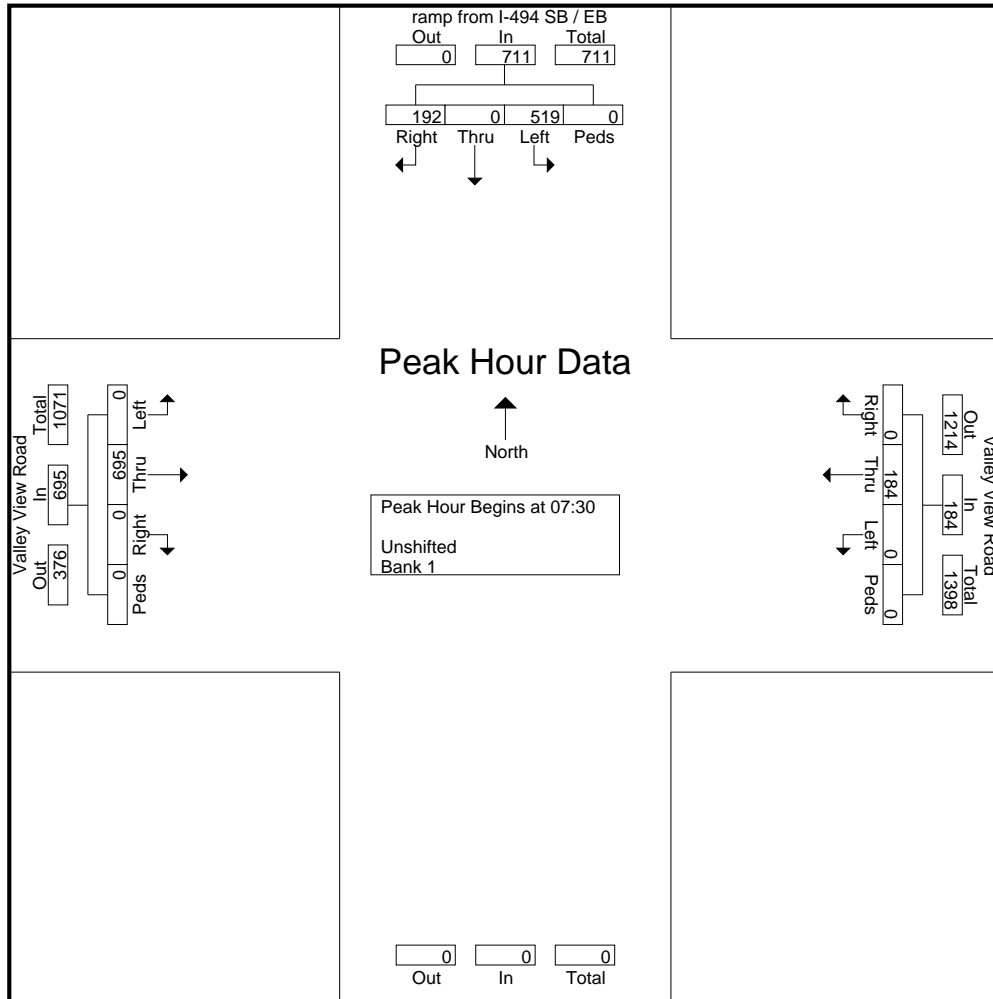 ramp from I-494 SB / EB
Out In Total
0 711 711
192 0 519 0
Right Thru Left Peds
Peak Hour Data
North
Peak Hour Begins at 07:30
Unshifted
Bank 1
Valley View Road
Out In Total
376 695 1071
0 695 0 0
Left Thru Right Peds
Valley View Road
Out In Total
1214 184 1398
0 184 0 0
Right Thru Left Peds
0 0 0
Out In Total